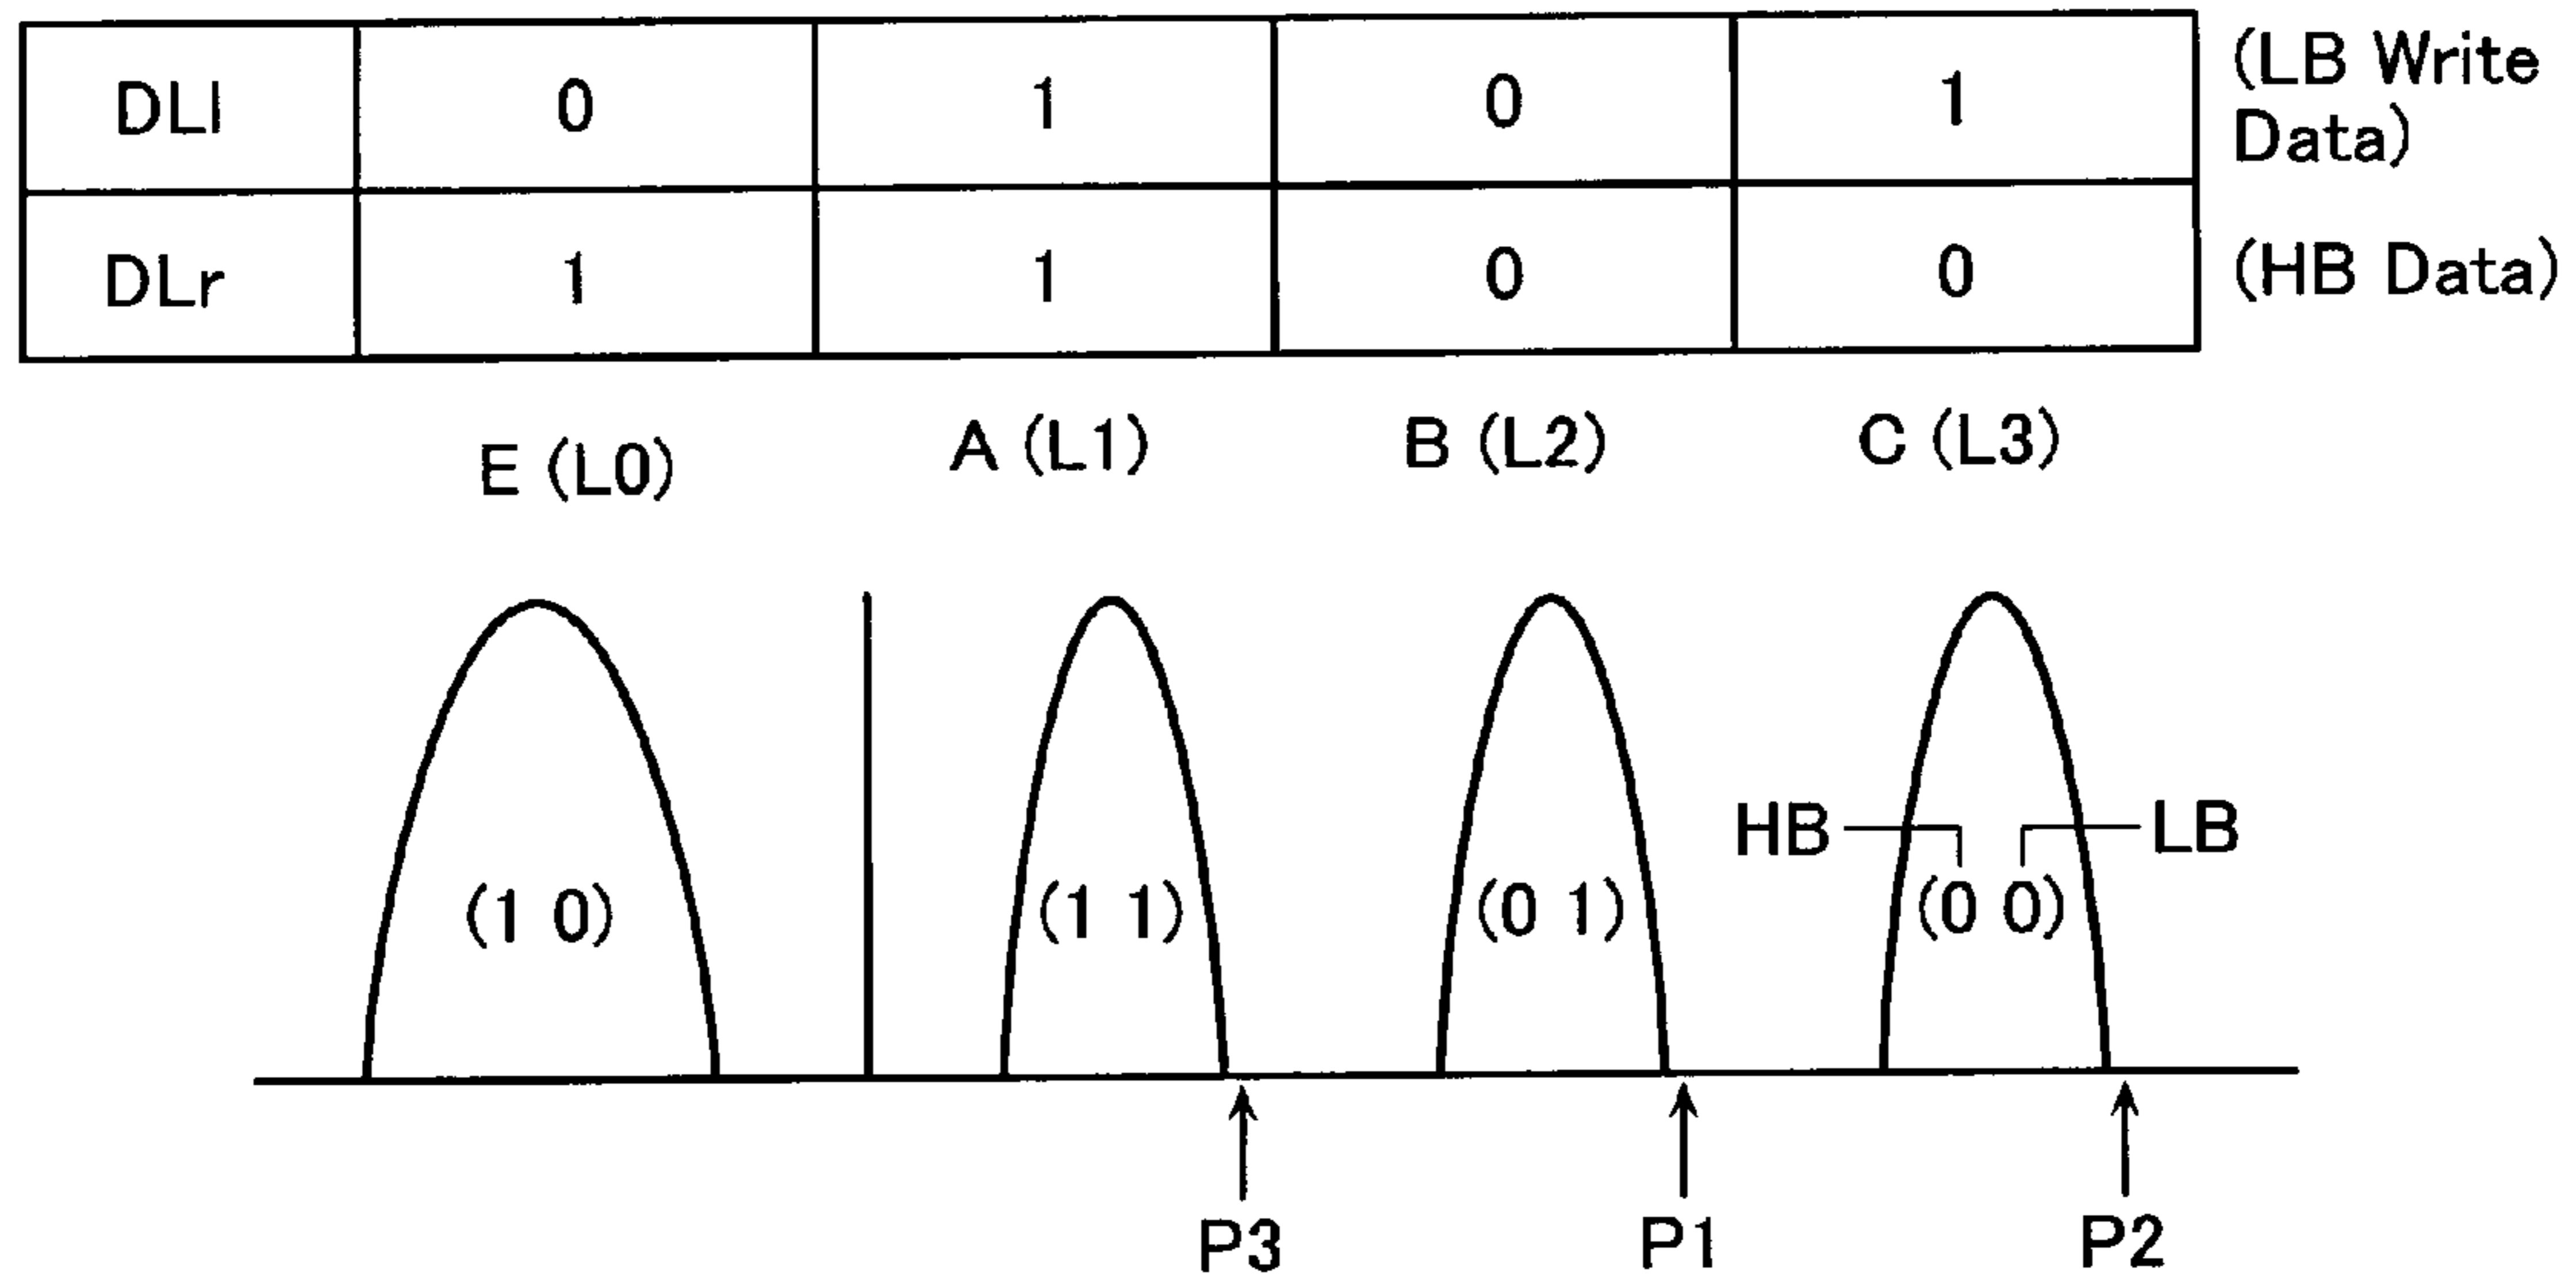 DLl 0 1 0 1 (LB Write
Data)
DLr 1 1 0 0 (HB Data)
E (L0) A (L1) B (L2) C (L3)
HB LB
(1 0) (1 1) (0 1) (0 0)
P3 P1 P2